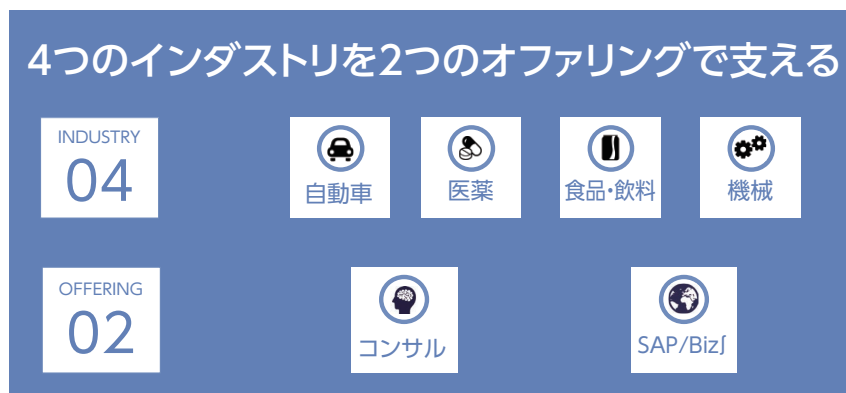 4つのインダストリを2つのオファリングで支える
INDUSTRY
04
自動車
医薬
食品・飲料
機械
OFFERING
02
コンサル
SAP/Biz∫